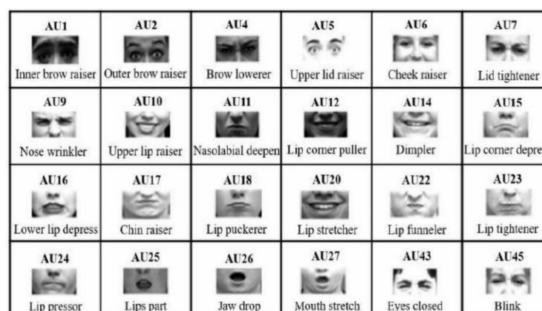 AU1 AU2 AU4 AU5 AU6 AU7
Inner brow raiser Outer brow raiser Brow lowerer Upper lid raiser Cheek raiser Lid tightener
AU9 AU10 AU11 AU12 AU14 AU15
Nose wrinkler Upper lip raiser Nasolabial deepen Lip corner puller Dimpler Lip corner depre
AU16 AU17 AU18 AU20 AU22 AU23
Lower lip depress Chin raiser Lip puckerer Lip stretcher Lip funneler Lip tightener
AU24 AU25 AU26 AU27 AU43 AU45
Lip pressor Lips part Jaw drop Mouth stretch Eyes closed Blink